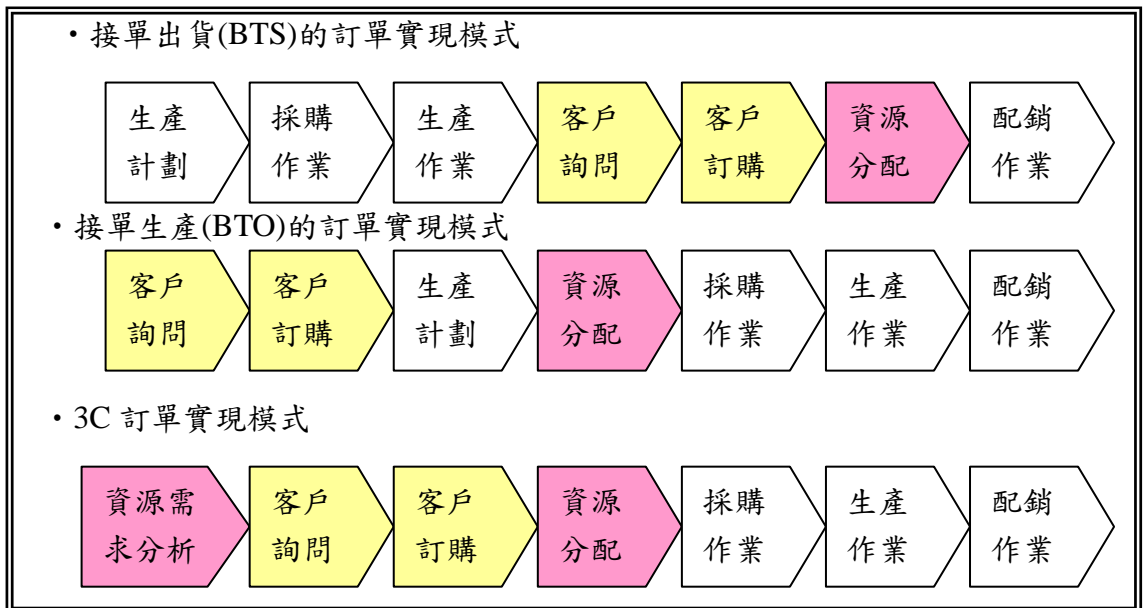 ・接單出貨(BTS)的訂單實現模式
生產 採購 生產 客戶 客戶 資源 配銷
計劃 作業 作業 詢問 訂購 分配 作業
・接單生產(BTO)的訂單實現模式
客戶 客戶 生產 資源 採購 生產 配銷
詢問 訂購 計劃 分配 作業 作業 作業
・3C 訂單實現模式
資源需 客戶 客戶 資源 採購 生產 配銷
求分析 詢問 訂購 分配 作業 作業 作業